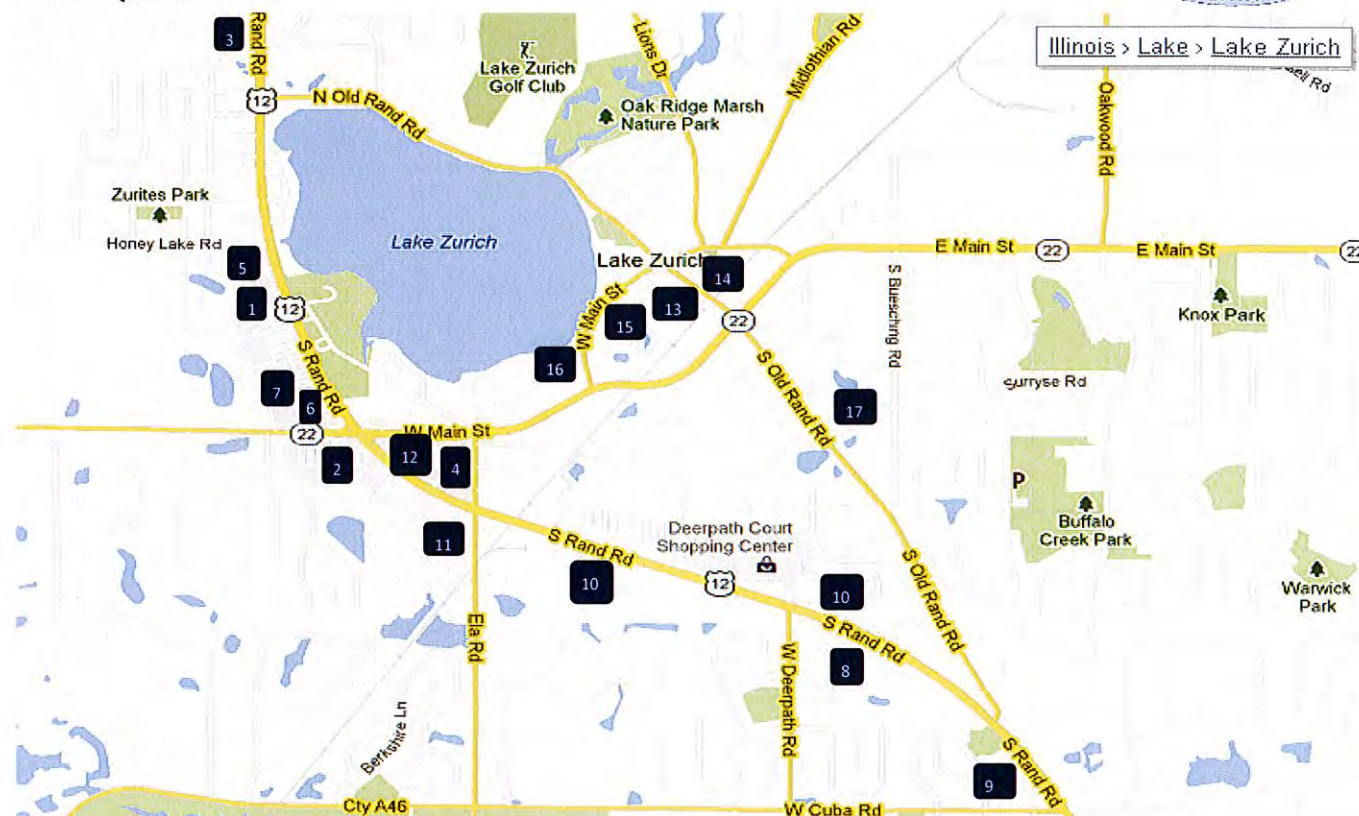 Illinois > Lake > Lake Zurich
3
Rand Rd
12
N Old Rand Rd
Lake Zurich
Golf Club
Lions Dr
Midlothian Rd
Oak Ridge Marsh
Nature Park
Oakwood Rd
ell Rd
Zurites Park
Honey Lake Rd
Lake Zurich
Lake Zurich
E Main St
22
E Main St
22
5
1
12
14
13
15
W Main St
16
22
S Buesching Rd
Knox Park
S Rand Rd
7
6
22
W Main St
S Old Rand Rd
17
urryse Rd
2
12
4
11
S Rand Rd
10
Deerpath Court
Shopping Center
12
10
S Rand Rd
8
S Old Rand Rd
P
Buffalo
Creek Park
Warwick
Park
Ela Rd
W Deerpath Rd
Berkshire Ln
S Rand Rd
9
Cty A46
W Cuba Rd